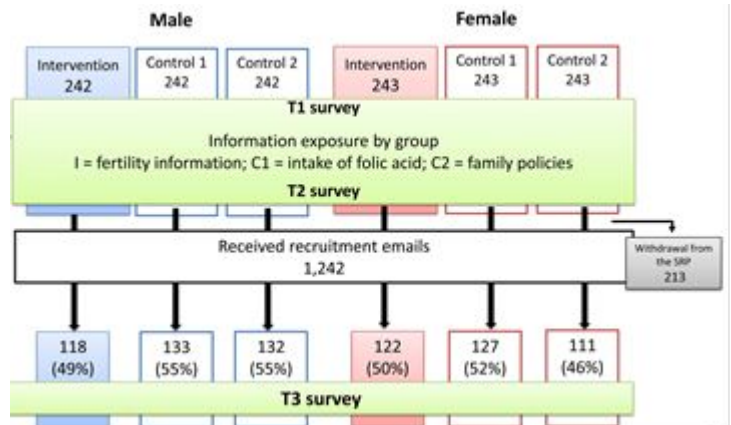 Male
Female
Intervention
242
Control 1
242
Control 2
242
Intervention
243
Control 1
243
Control 2
243
T1 survey
Information exposure by group
I = fertility information; C1 = intake of folic acid; C2 = family policies
T2 survey
Received recruitment emails
1,242
Withdrawal from
the SRP
213
118
(49%)
133
(55%)
132
(55%)
122
(50%)
127
(52%)
111
(46%)
T3 survey